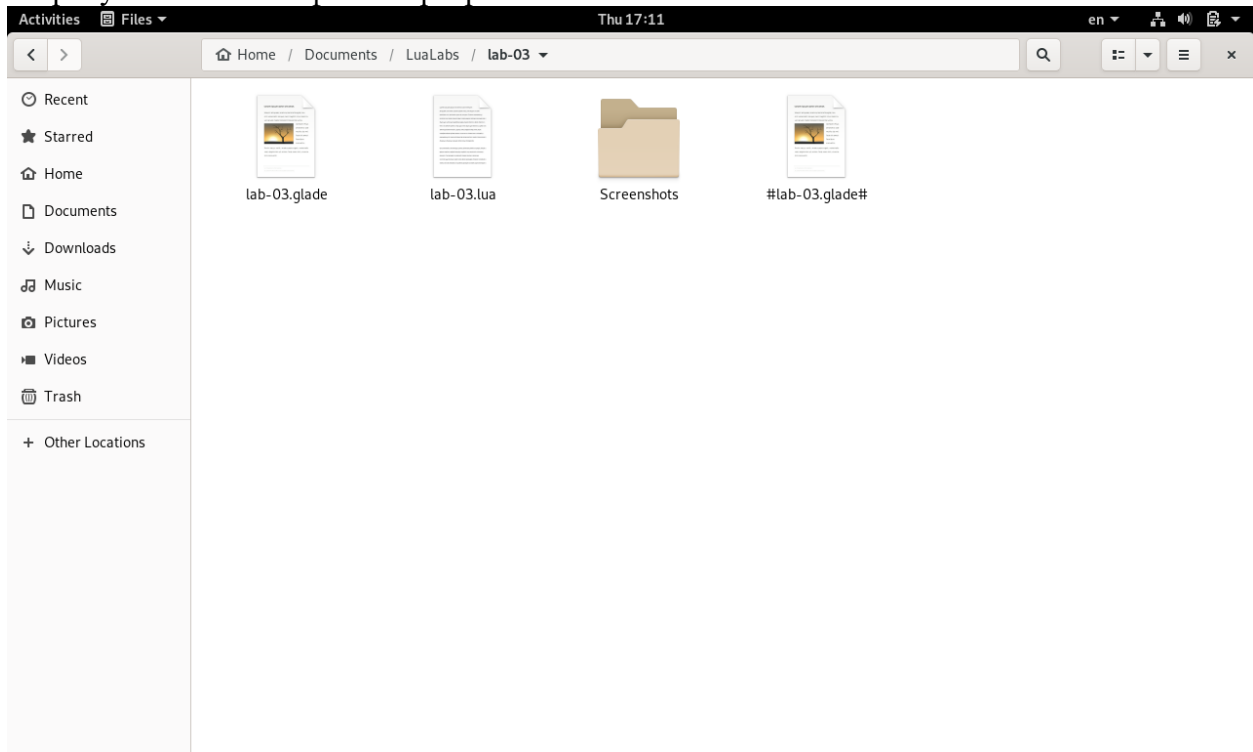 Activities Files Thu 17:11 en
Home / Documents / LuaLabs / lab-03
Recent
Starred
Home
Documents
Downloads
Music
Pictures
Videos
Trash
+ Other Locations
lab-03.glade lab-03.lua Screenshots #lab-03.glade#